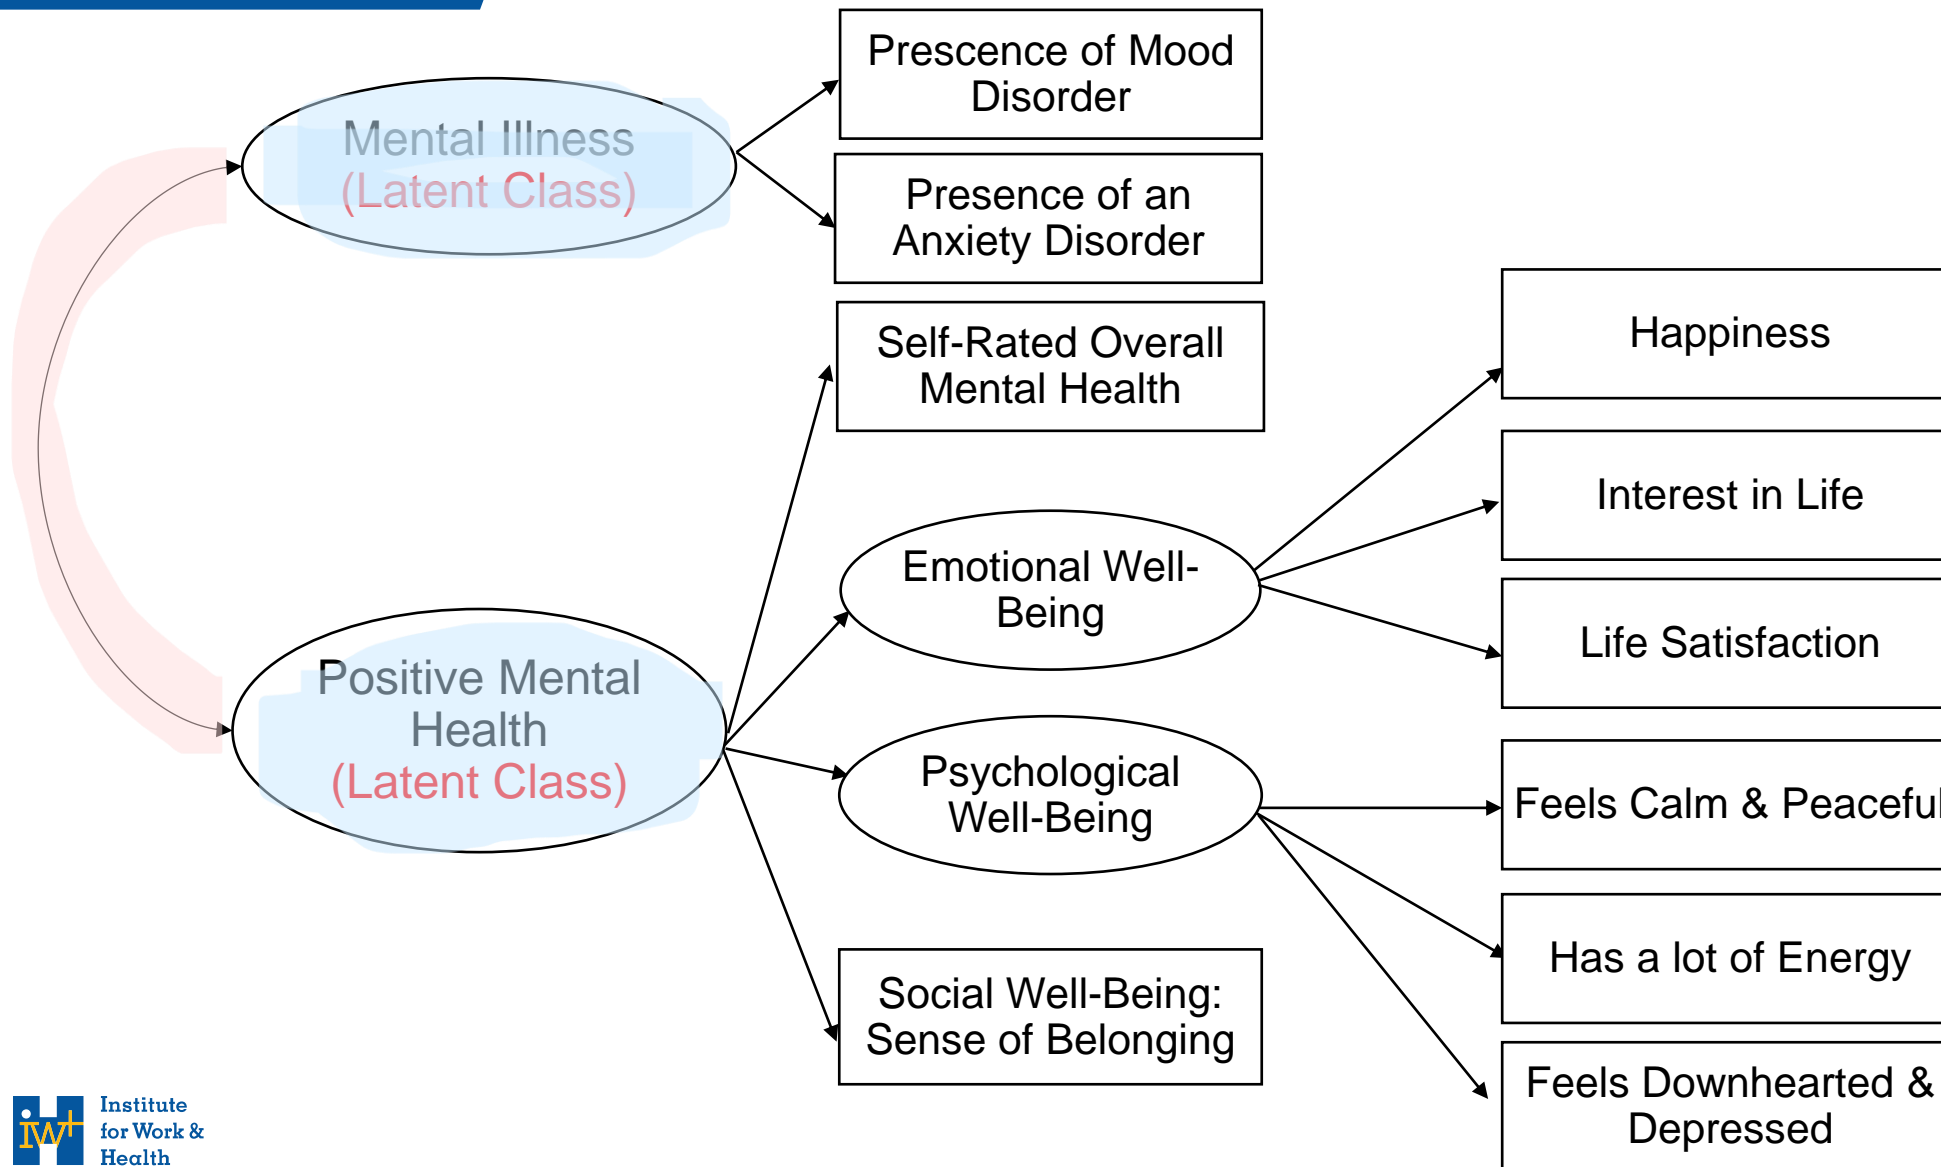 Prescence of Mood
Disorder
Mental Illness
(Latent Class)
Presence of an
Anxiety Disorder
Self-Rated Overall
Mental Health
Happiness
Interest in Life
Emotional Well-
Being
Life Satisfaction
Positive Mental
Health
(Latent Class)
Psychological
Well-Being
Feels Calm & Peaceful
Has a lot of Energy
Social Well-Being:
Sense of Belonging
Feels Downhearted &
Depressed
iwH
Institute
for Work &
Health